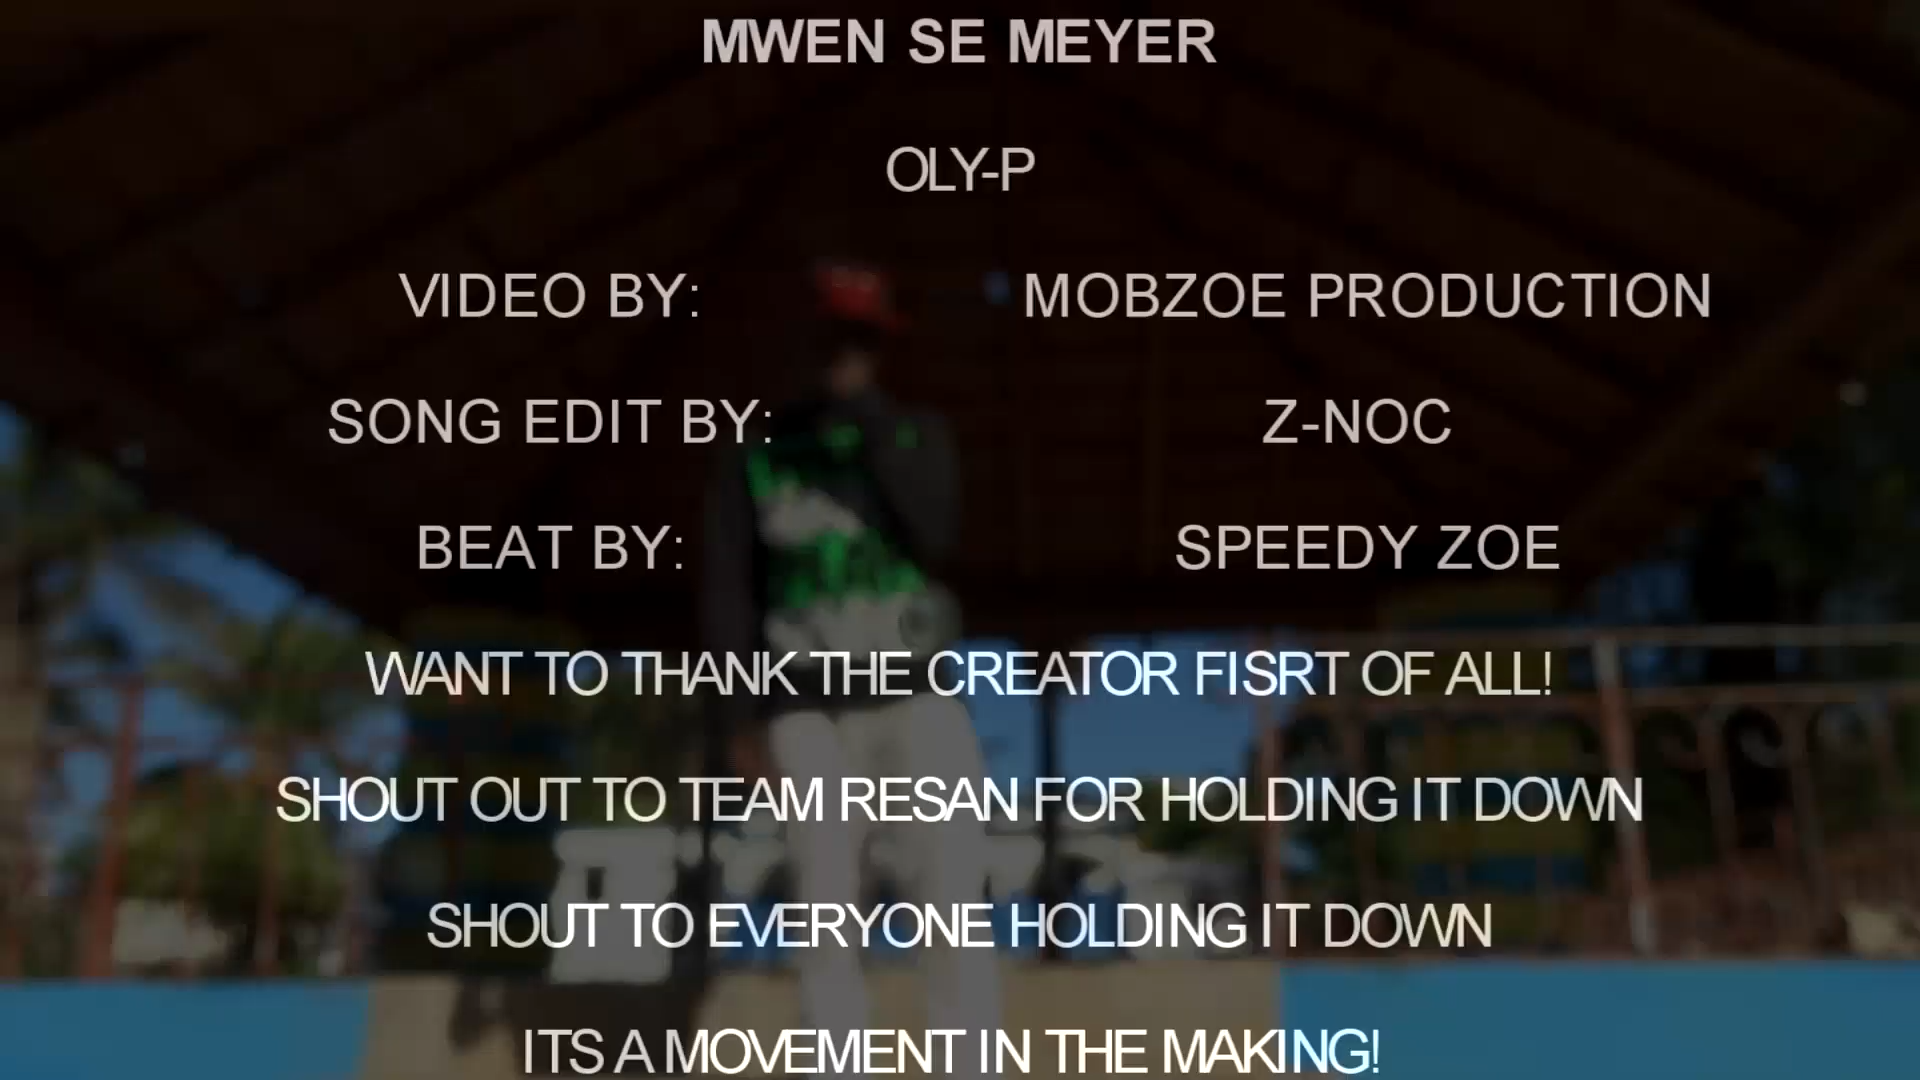 MWEN SE MEYER
OLY-P
VIDEO BY: MOBZOE PRODUCTION
SONG EDIT BY: Z-NOC
BEAT BY: SPEEDY ZOE
WANT TO THANK THE CREATOR FISRT OF ALL!
SHOUT OUT TO TEAM RESAN FOR HOLDING IT DOWN
SHOUT TO EVERYONE HOLDING IT DOWN
ITS A MOVEMENT IN THE MAKING!